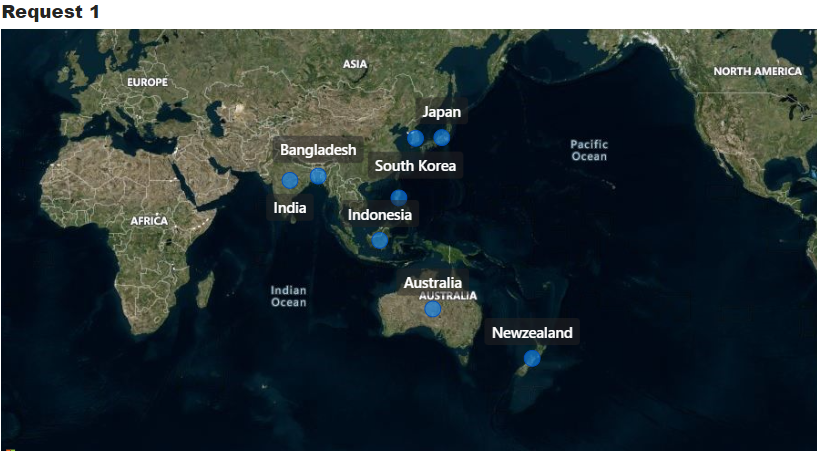 Request 1
ASIA
EUROPE
NORTH AMERICA
Japan
Pacific
Ocean
Bangladesh
South Korea
India
Indonesia
AFRICA
Australia
Indian
Ocean
AUSTRALIA
Newzealand